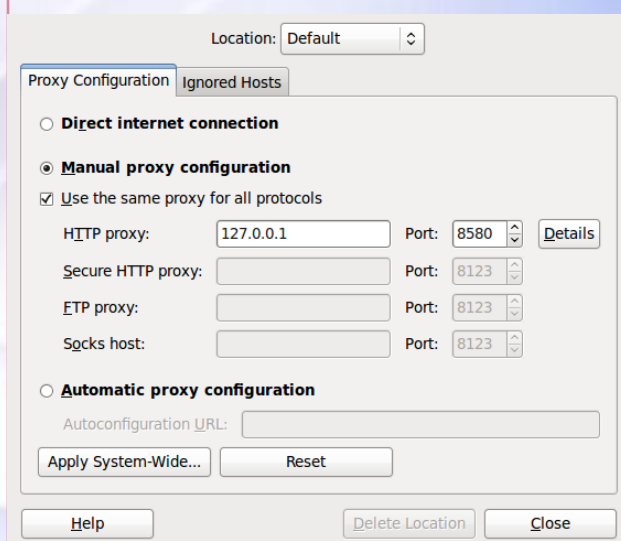 Location: Default
Proxy Configuration Ignored Hosts
Direct internet connection
Manual proxy configuration
Use the same proxy for all protocols
HTTP proxy: 127.0.0.1 Port: 8580 Details
Secure HTTP proxy: Port: 8123
FTP proxy: Port: 8123
Socks host: Port: 8123
Automatic proxy configuration
Autoconfiguration URL:
Apply System-Wide... Reset
Help Delete Location Close